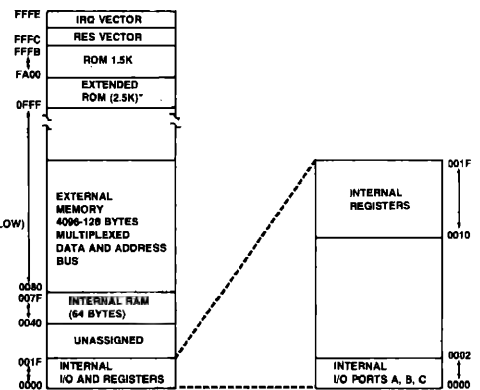 FFFE
IRQ VECTOR
FFFC
RES VECTOR
FFFB
ROM 1.5K
FA00
EXTENDED
ROM (2.5K)*
0FFF
EXTERNAL
MEMORY
4096-128 BYTES
MULTIPLEXED
DATA AND ADDRESS
BUS
LOW)
0080
007F
INTERNAL RAM
(64 BYTES)
0040
UNASSIGNED
001F
INTERNAL
I/O AND REGISTERS
0000
001F
INTERNAL
REGISTERS
0010
0002
INTERNAL
I/O PORTS A, B, C
0000